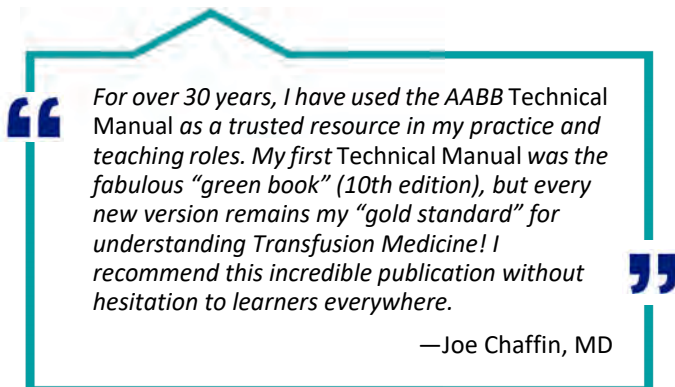 “
For over 30 years, I have used the AABB Technical
Manual as a trusted resource in my practice and
teaching roles. My first Technical Manual was the
fabulous “green book” (10th edition), but every
new version remains my “gold standard” for
understanding Transfusion Medicine! I
recommend this incredible publication without
hesitation to learners everywhere.
”
—Joe Chaffin, MD